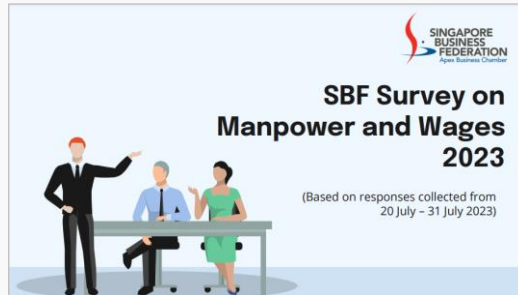 SINGAPORE
BUSINESS
FEDERATION
Apex Business Chamber
SBF Survey on
Manpower and Wages
2023
(Based on responses collected from
20 July – 31 July 2023)